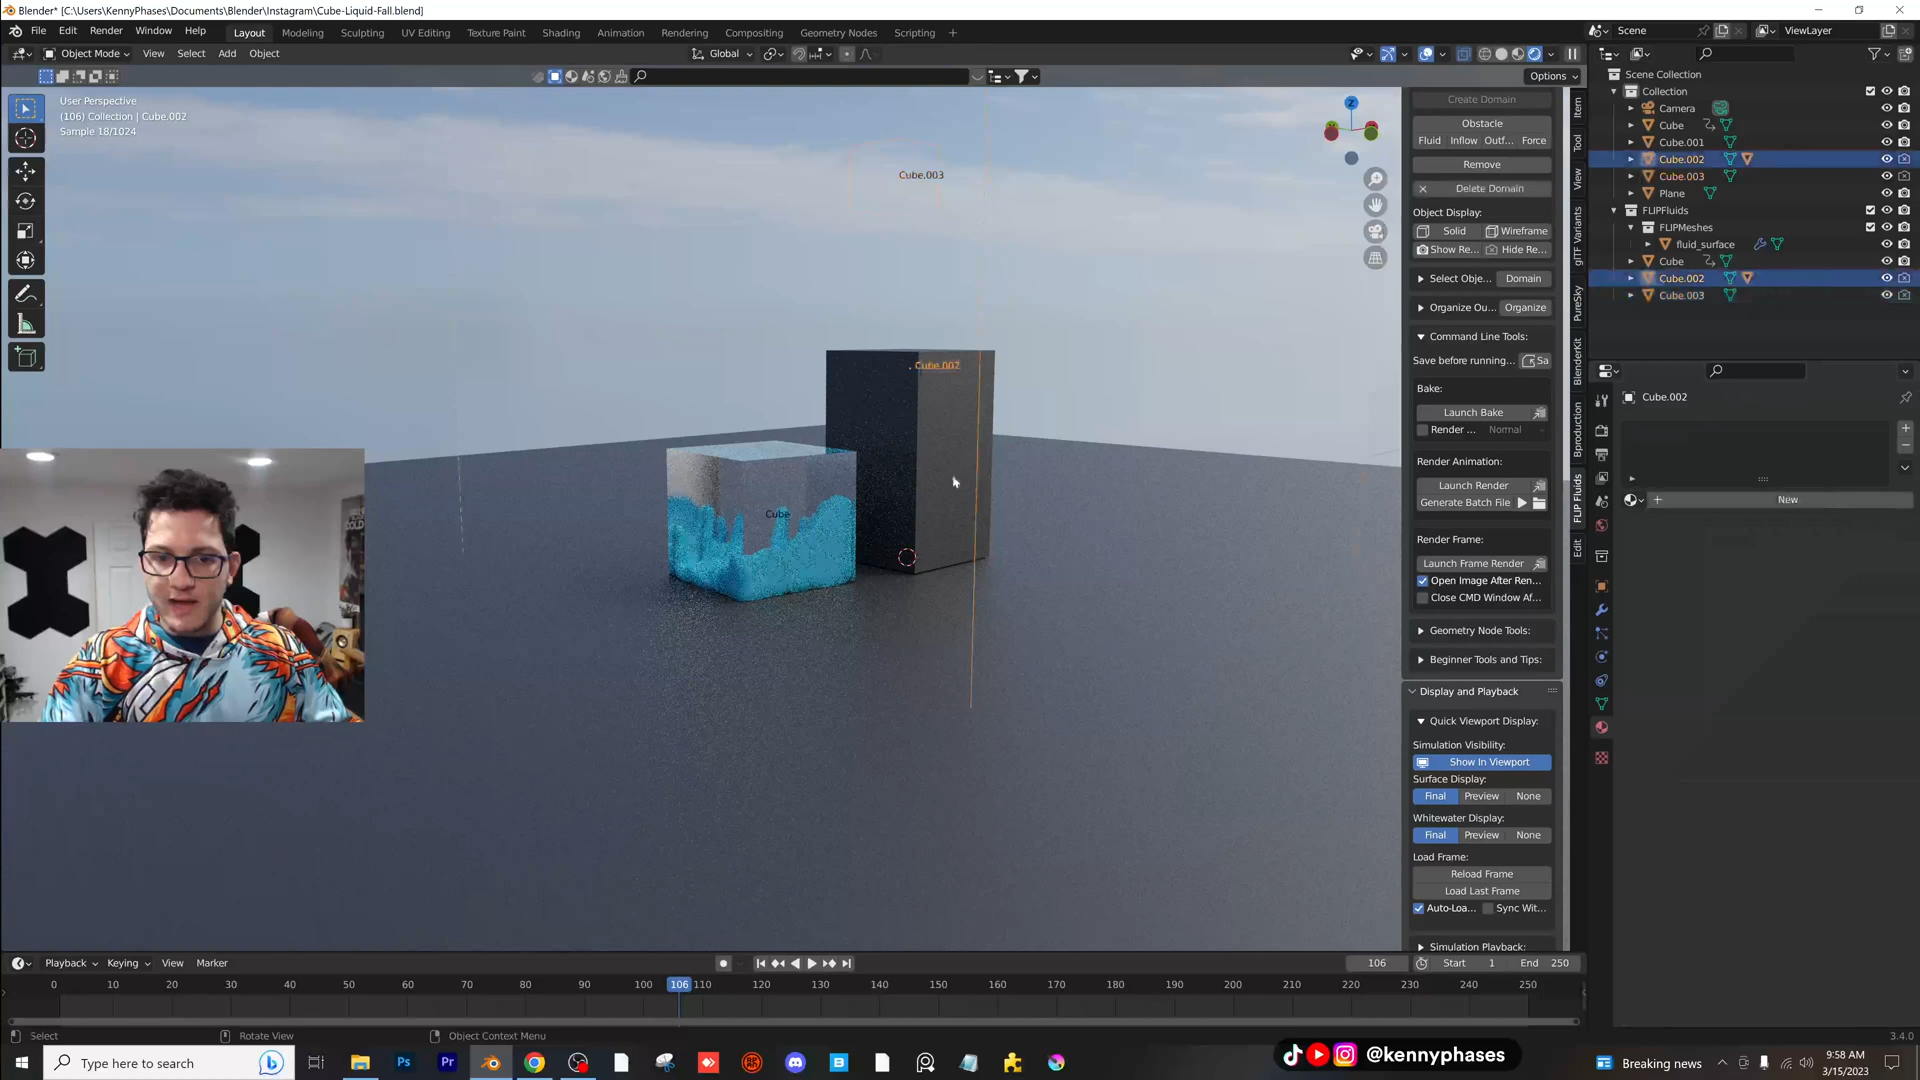 Blender* [C:\Users\KennyPhases\Documents\Blender\Instagram\Cube-Liquid-Fall.blend]
File Edit Render Window Help Layout Modeling Sculpting UV Editing Texture Paint Shading Animation Rendering Compositing Geometry Nodes Scripting Scene ViewLayer
Object Mode View Select Add Object Global
Options
User Perspective
(106) Collection | Cube.002
Sample 18/1024
Z
Cube.003
Cube.002
Cube
Create Domain
Obstacle
Fluid Inflow Outf... Force
Remove
Delete Domain
Object Display:
Solid Wireframe
Show Re... Hide Re...
Select Obje... Domain
Organize Ou... Organize
Command Line Tools:
Save before running... Sa
Bake:
Launch Bake
Render ... Normal
Render Animation:
Launch Render
Generate Batch File
Render Frame:
Launch Frame Render
Open Image After Ren...
Close CMD Window Af...
Geometry Node Tools:
Beginner Tools and Tips:
Display and Playback
Quick Viewport Display:
Simulation Visibility:
Show In Viewport
Surface Display:
Final Preview None
Whitewater Display:
Final Preview None
Load Frame:
Reload Frame
Load Last Frame
Auto-Loa... Sync Wit...
Simulation Playback:
Item
Tool
View
glTF Variants
PureSky
BlenderKit
Bproduction
FLIP Fluids
Edit
Scene Collection
Collection
Camera
Cube
Cube.001
Cube.002
Cube.003
Plane
FLIPFluids
FLIPMeshes
fluid_surface
Cube
Cube.002
Cube.003
Cube.002
New
Playback Keying View Marker 106 Start 1 End 250
0 10 20 30 40 50 60 70 80 90 100 106 110 120 130 140 150 160 170 180 190 200 210 220 230 240 250
Select Rotate View Object Context Menu 3.4.0
Type here to search
Ps Pr
@kennyphases
Breaking news
9:58 AM
3/15/2023